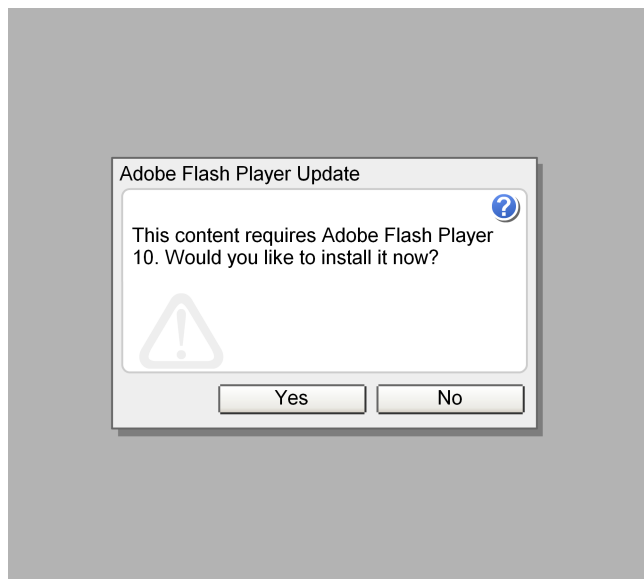 Adobe Flash Player Update
?
This content requires Adobe Flash Player
10. Would you like to install it now?
!
Yes No